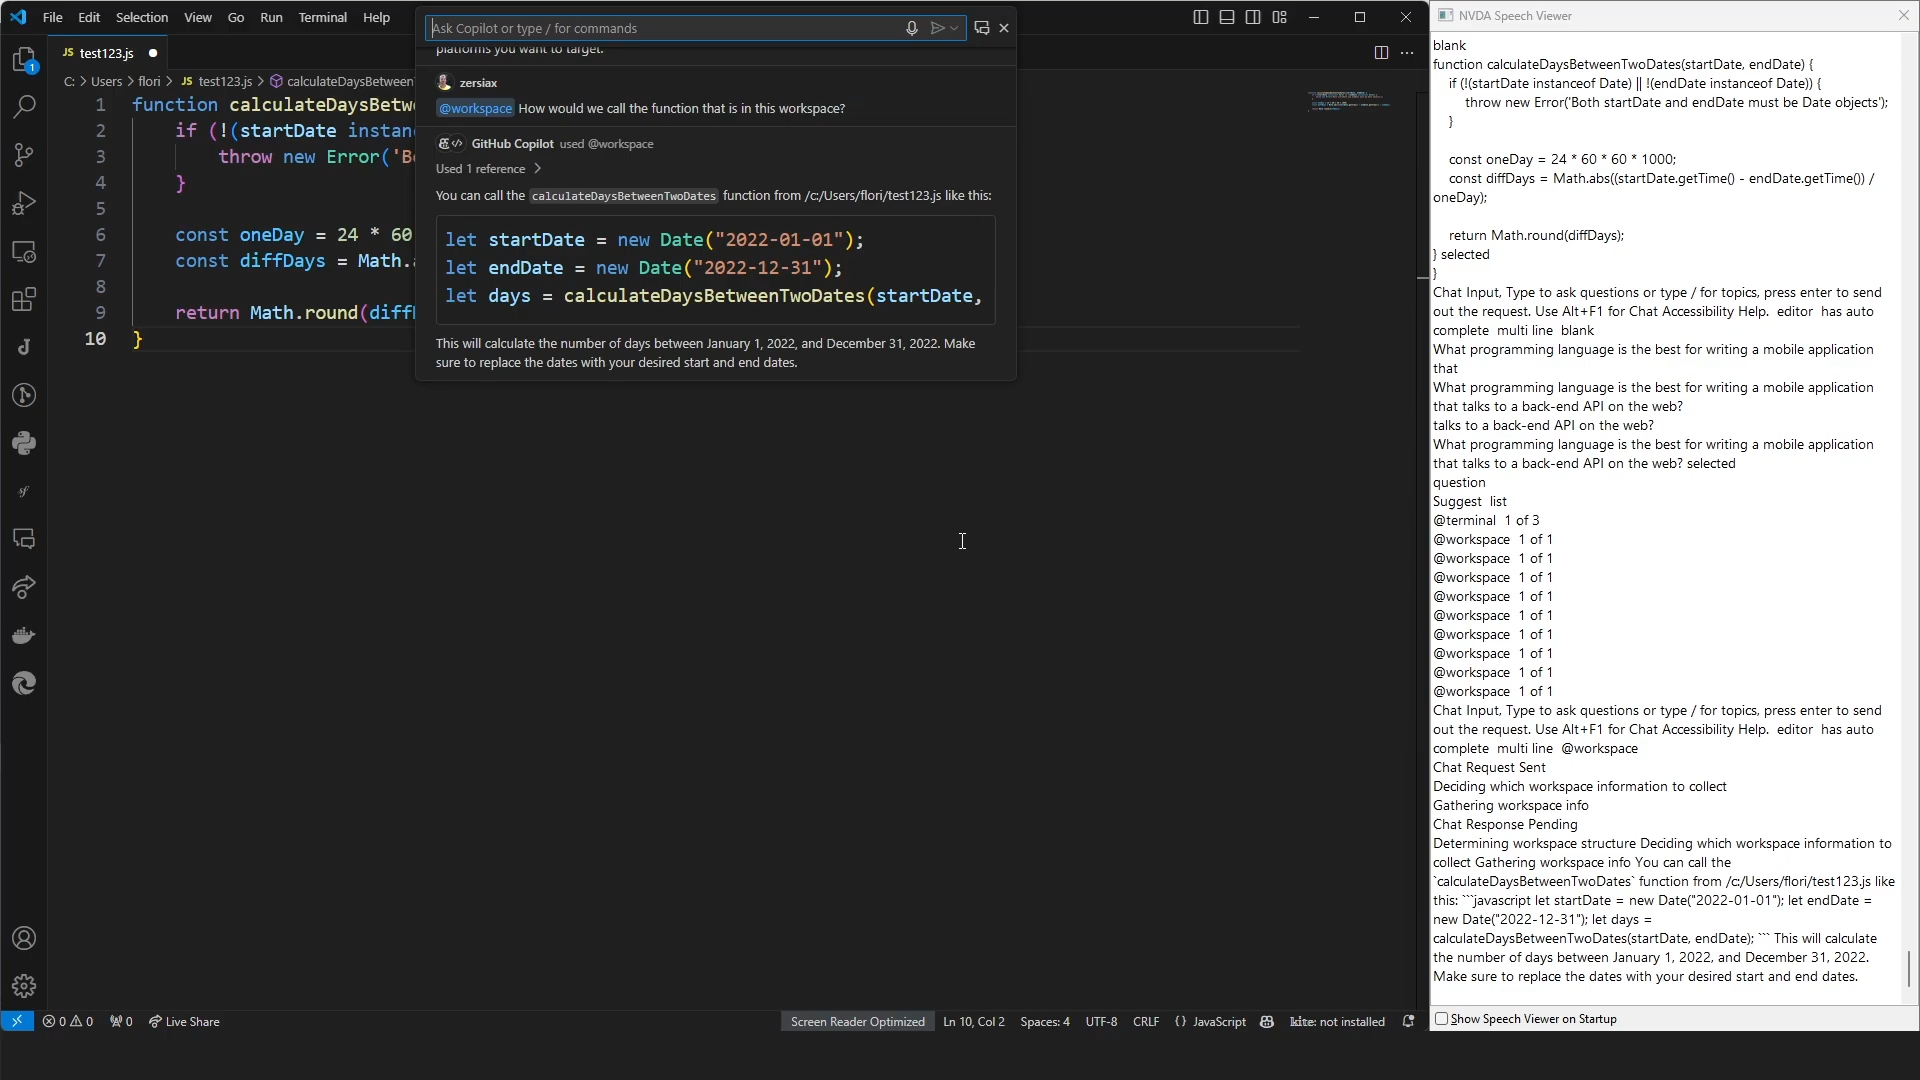 File Edit Selection View Go Run Terminal Help
Ask Copilot or type / for commands
JS test123.js
C: > Users > flori > JS test123.js > calculateDaysBetween
1 function calculateDaysBetw
2 if (!(startDate instan
3 throw new Error('B
4 }
5
6 const oneDay = 24 * 60
7 const diffDays = Math.
8
9 return Math.round(diff
10 }
platforms you want to target.
zersiax
@workspace How would we call the function that is in this workspace?
GitHub Copilot used @workspace
Used 1 reference >
You can call the calculateDaysBetweenTwoDates function from /c:/Users/flori/test123.js like this:
let startDate = new Date("2022-01-01");
let endDate = new Date("2022-12-31");
let days = calculateDaysBetweenTwoDates(startDate,
This will calculate the number of days between January 1, 2022, and December 31, 2022. Make
sure to replace the dates with your desired start and end dates.
1
0 0 0 Live Share
Screen Reader Optimized Ln 10, Col 2 Spaces: 4 UTF-8 CRLF {} JavaScript kite: not installed
NVDA Speech Viewer
blank
function calculateDaysBetweenTwoDates(startDate, endDate) {
if (!(startDate instanceof Date) || !(endDate instanceof Date)) {
throw new Error('Both startDate and endDate must be Date objects');
}
const oneDay = 24 * 60 * 60 * 1000;
const diffDays = Math.abs((startDate.getTime() - endDate.getTime()) /
oneDay);
return Math.round(diffDays);
} selected
}
Chat Input, Type to ask questions or type / for topics, press enter to send
out the request. Use Alt+F1 for Chat Accessibility Help. editor has auto
complete multi line blank
What programming language is the best for writing a mobile application
that
What programming language is the best for writing a mobile application
that talks to a back-end API on the web?
talks to a back-end API on the web?
What programming language is the best for writing a mobile application
that talks to a back-end API on the web? selected
question
Suggest list
@terminal 1 of 3
@workspace 1 of 1
@workspace 1 of 1
@workspace 1 of 1
@workspace 1 of 1
@workspace 1 of 1
@workspace 1 of 1
@workspace 1 of 1
@workspace 1 of 1
@workspace 1 of 1
Chat Input, Type to ask questions or type / for topics, press enter to send
out the request. Use Alt+F1 for Chat Accessibility Help. editor has auto
complete multi line @workspace
Chat Request Sent
Deciding which workspace information to collect
Gathering workspace info
Chat Response Pending
Determining workspace structure Deciding which workspace information to
collect Gathering workspace info You can call the
`calculateDaysBetweenTwoDates` function from /c:/Users/flori/test123.js like
this: ```javascript let startDate = new Date("2022-01-01"); let endDate =
new Date("2022-12-31"); let days =
calculateDaysBetweenTwoDates(startDate, endDate); ``` This will calculate
the number of days between January 1, 2022, and December 31, 2022.
Make sure to replace the dates with your desired start and end dates.
Show Speech Viewer on Startup